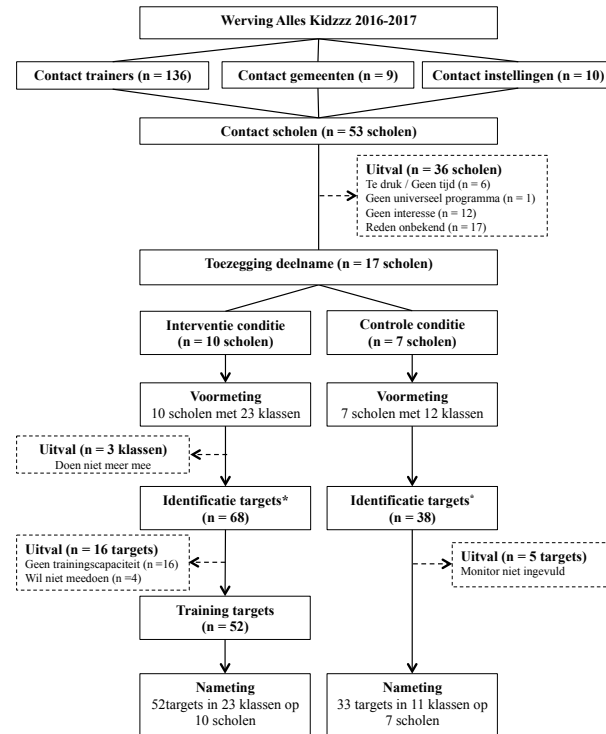 Werving Alles Kidzzz 2016-2017
Contact trainers (n = 136)
Contact gemeenten (n = 9)
Contact instellingen (n = 10)
Contact scholen (n = 53 scholen)
Uitval (n = 36 scholen)
Te druk / Geen tijd (n = 6)
Geen universeel programma (n = 1)
Geen interesse (n = 12)
Reden onbekend (n = 17)
Toezegging deelname (n = 17 scholen)
Interventie conditie
(n = 10 scholen)
Controle conditie
(n = 7 scholen)
Voormeting
10 scholen met 23 klassen
Voormeting
7 scholen met 12 klassen
Uitval (n = 3 klassen)
Doen niet meer mee
Identificatie targets*
(n = 68)
Identificatie targets*
(n = 38)
Uitval (n = 16 targets)
Geen trainingscapaciteit (n =16)
Wil niet meedoen (n =4)
Uitval (n = 5 targets)
Monitor niet ingevuld
Training targets
(n = 52)
Nameting
52targets in 23 klassen op
10 scholen
Nameting
33 targets in 11 klassen op
7 scholen